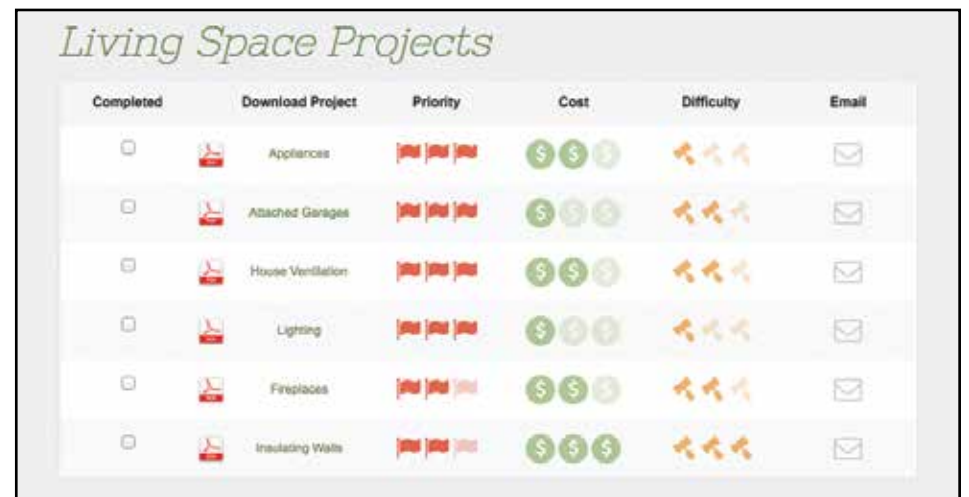 Living Space Projects
Completed Download Project Priority Cost Difficulty Email
Appliances
Attached Garages
House Ventilation
Lighting
Fireplaces
Insulating Walls